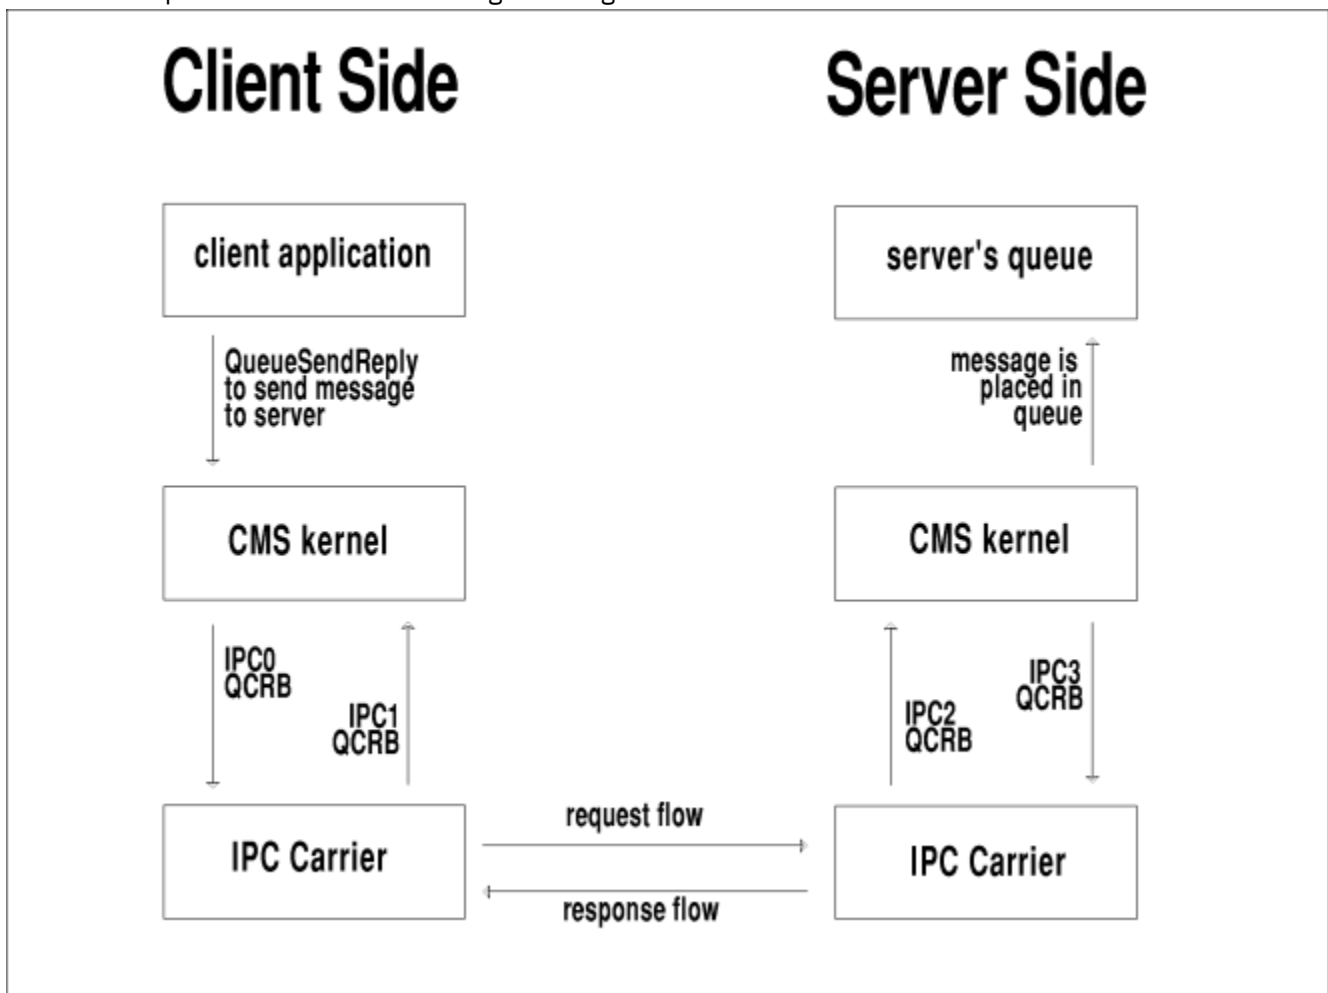 Client Side
Server Side
client application
server's queue
QueueSendReply
to send message
to server
message is
placed in
queue
CMS kernel
CMS kernel
IPC0
QCRB
IPC1
QCRB
IPC2
QCRB
IPC3
QCRB
request flow
IPC Carrier
IPC Carrier
response flow